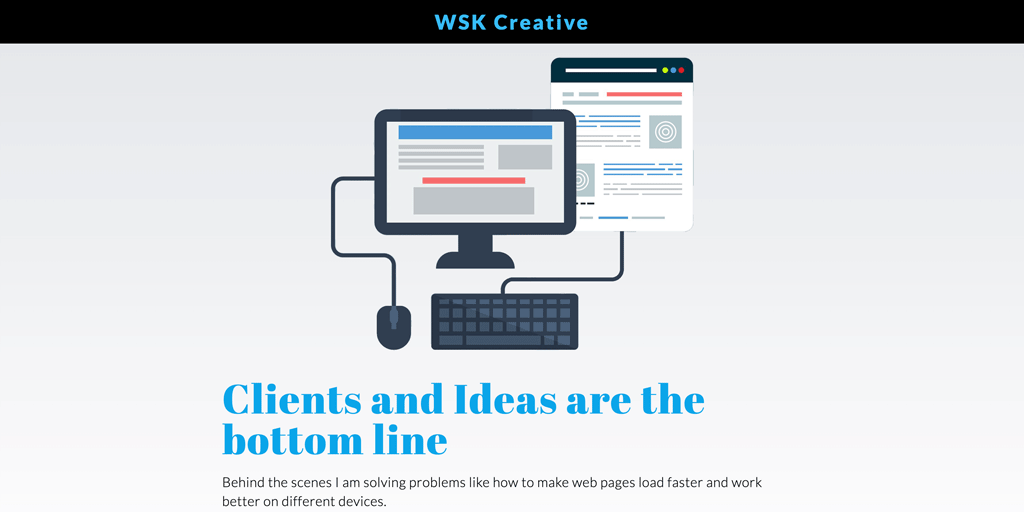 WSK Creative
Clients and Ideas are the
bottom line
Behind the scenes I am solving problems like how to make web pages load faster and work
better on different devices.